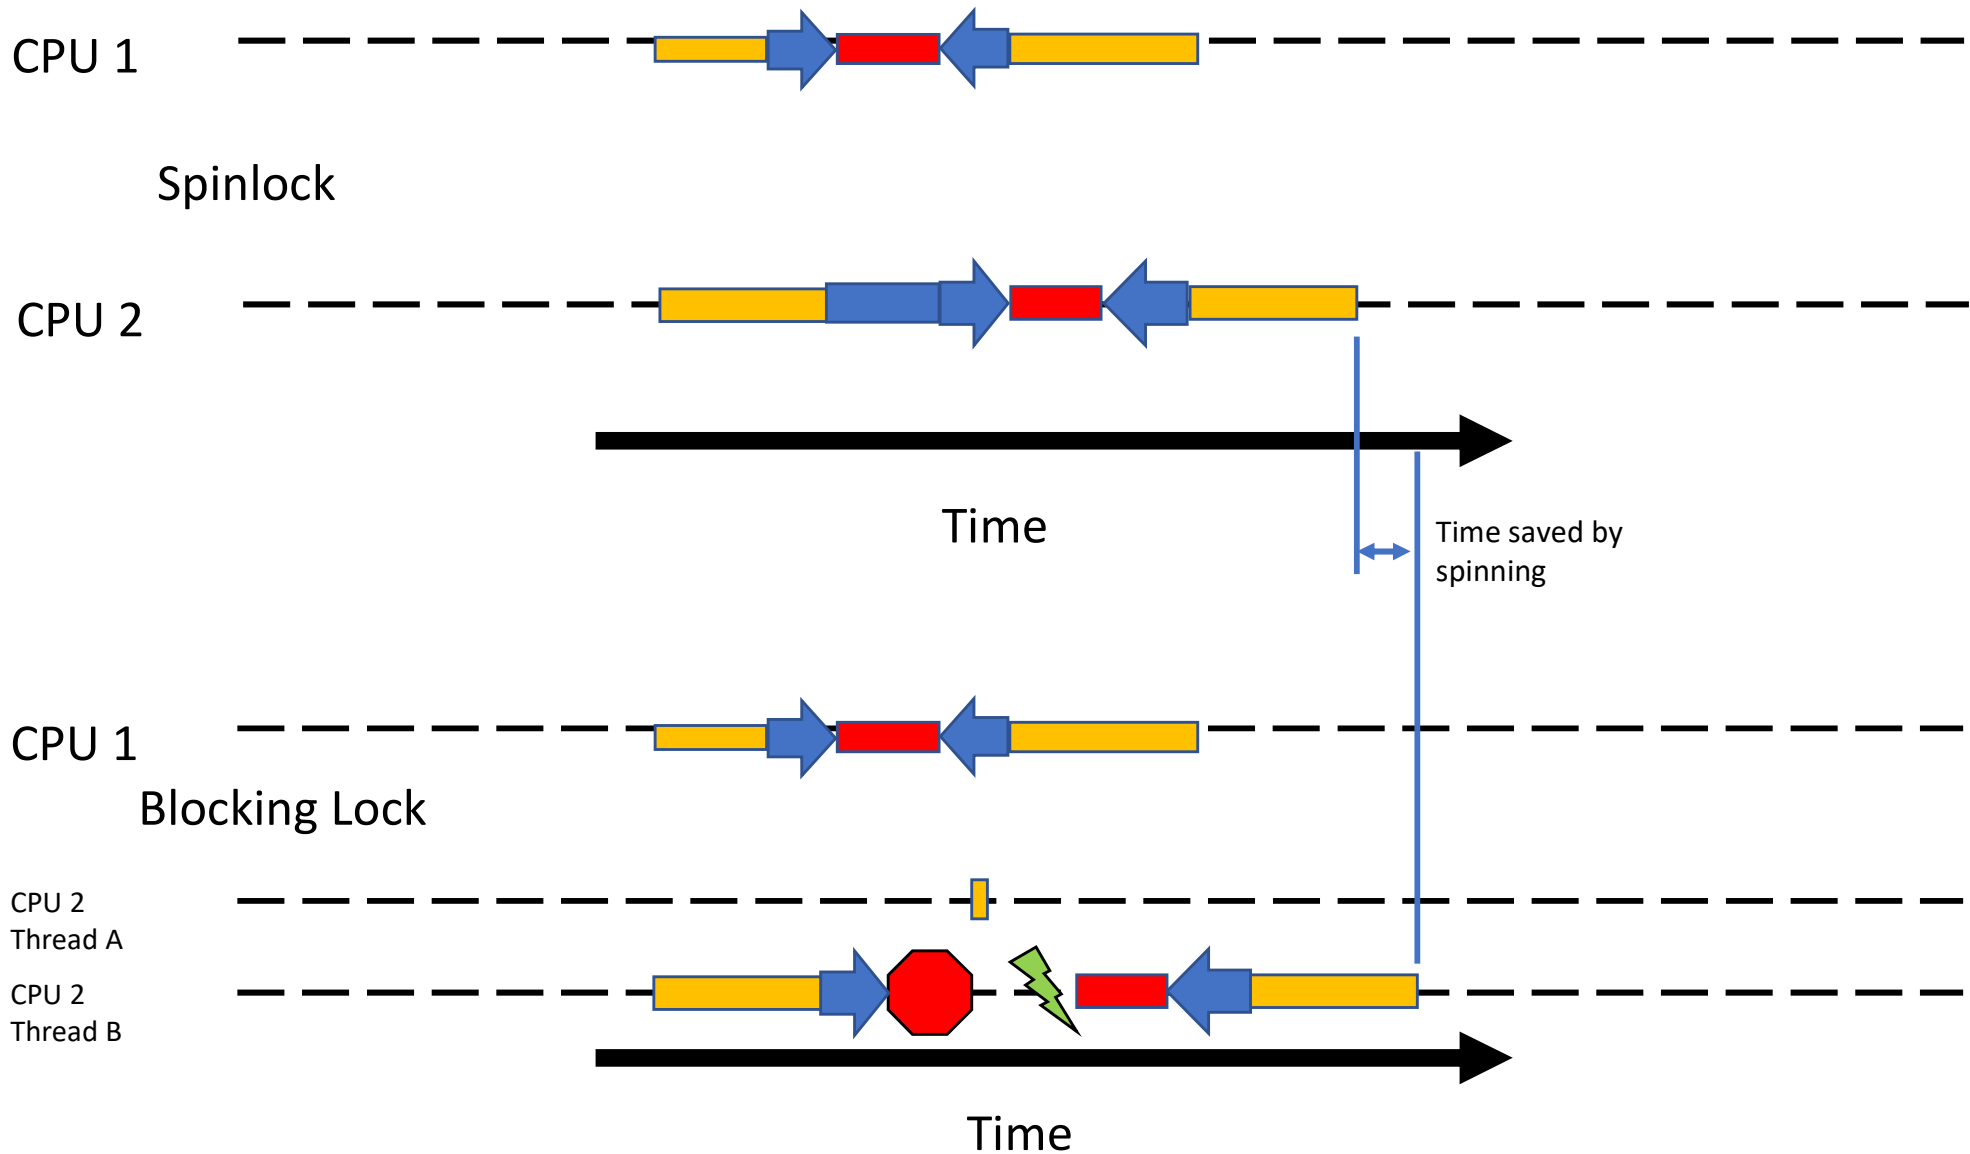 CPU 1
Spinlock
CPU 2
Time
Time saved by
spinning
CPU 1
Blocking Lock
CPU 2
Thread A
CPU 2
Thread B
Time